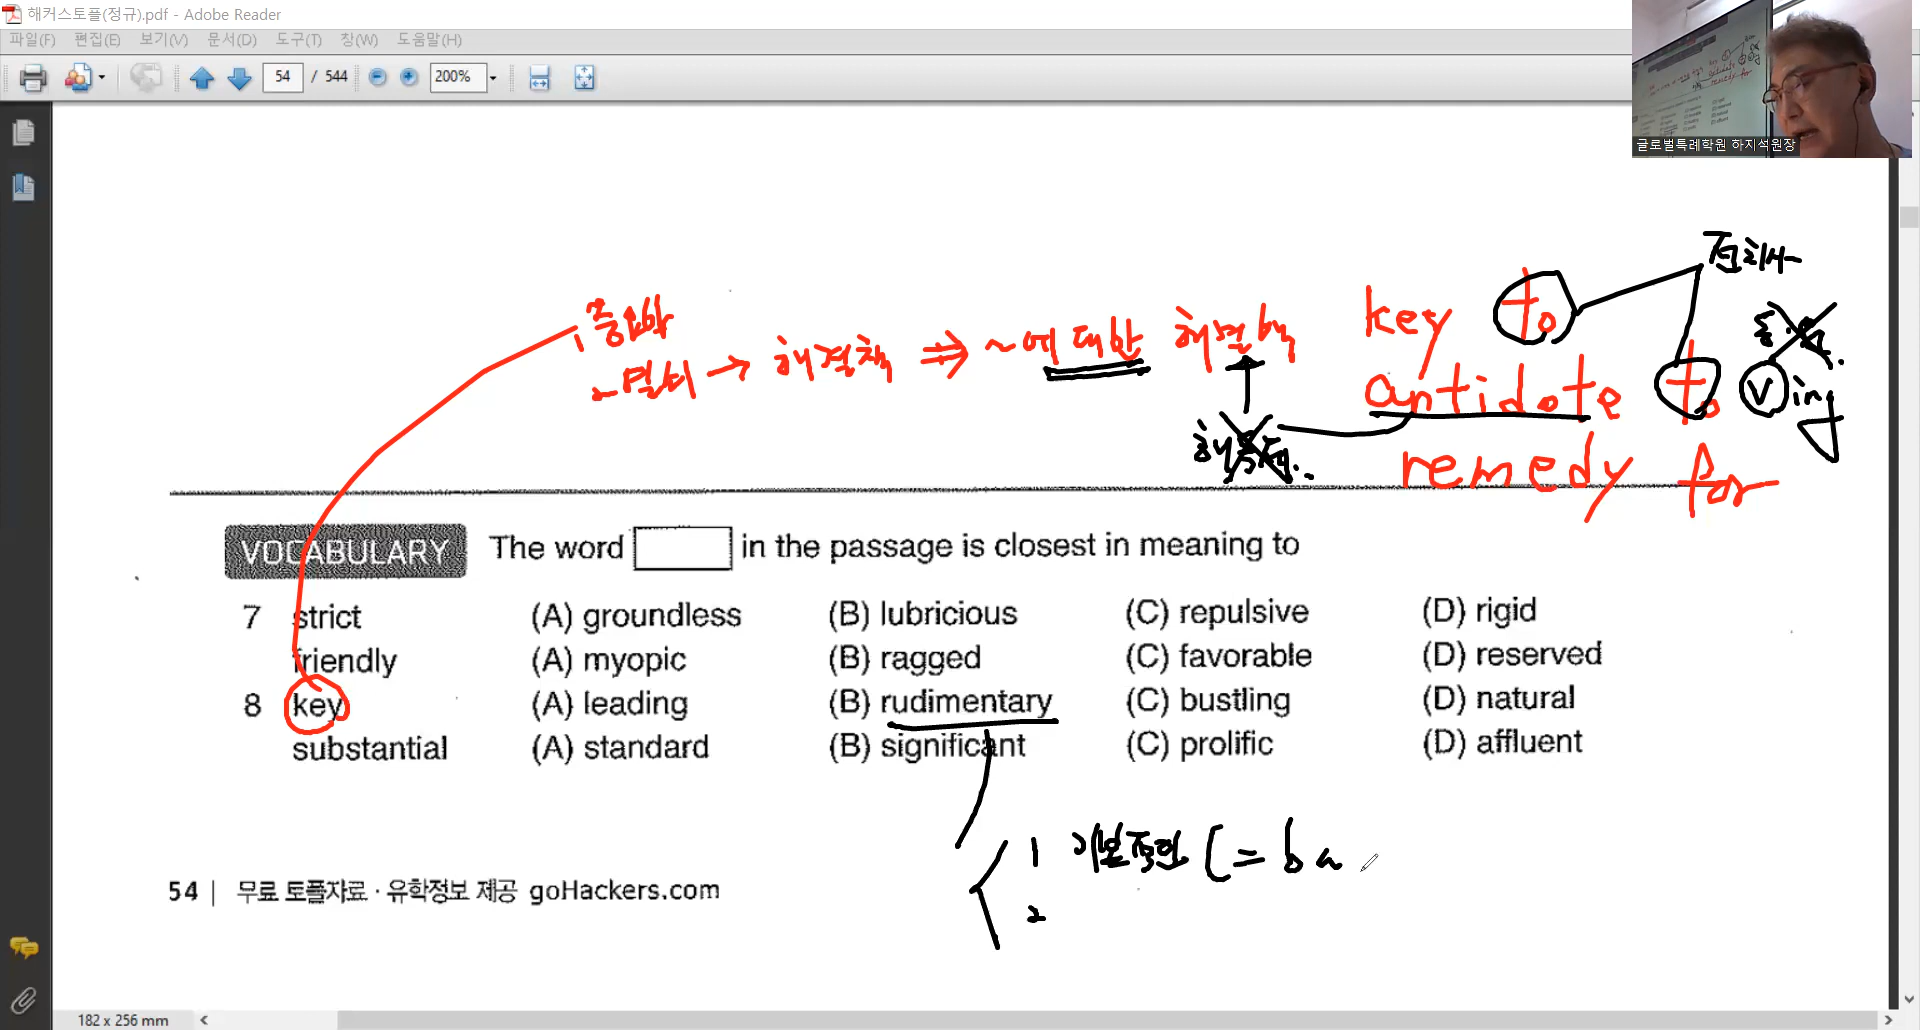 해커스토플(정규).pdf - Adobe Reader
파일(F) 편집(E) 보기(V) 문서(D) 도구(T) 창(W) 도움말(H)
54 / 544 200%
글로벌특례학원 하지석원장
전치사
1 중요한
2 열쇠 → 해결책 ⇒ ~에 대한 해결책
key to
antidote to Ving
remedy for
VOCABULARY The word in the passage is closest in meaning to
7 strict (A) groundless (B) lubricious (C) repulsive (D) rigid
friendly (A) myopic (B) ragged (C) favorable (D) reserved
8 key (A) leading (B) rudimentary (C) bustling (D) natural
substantial (A) standard (B) significant (C) prolific (D) affluent
1 기본적인 (= ba
2
54 | 무료 토플자료 · 유학정보 제공 goHackers.com
182 x 256 mm